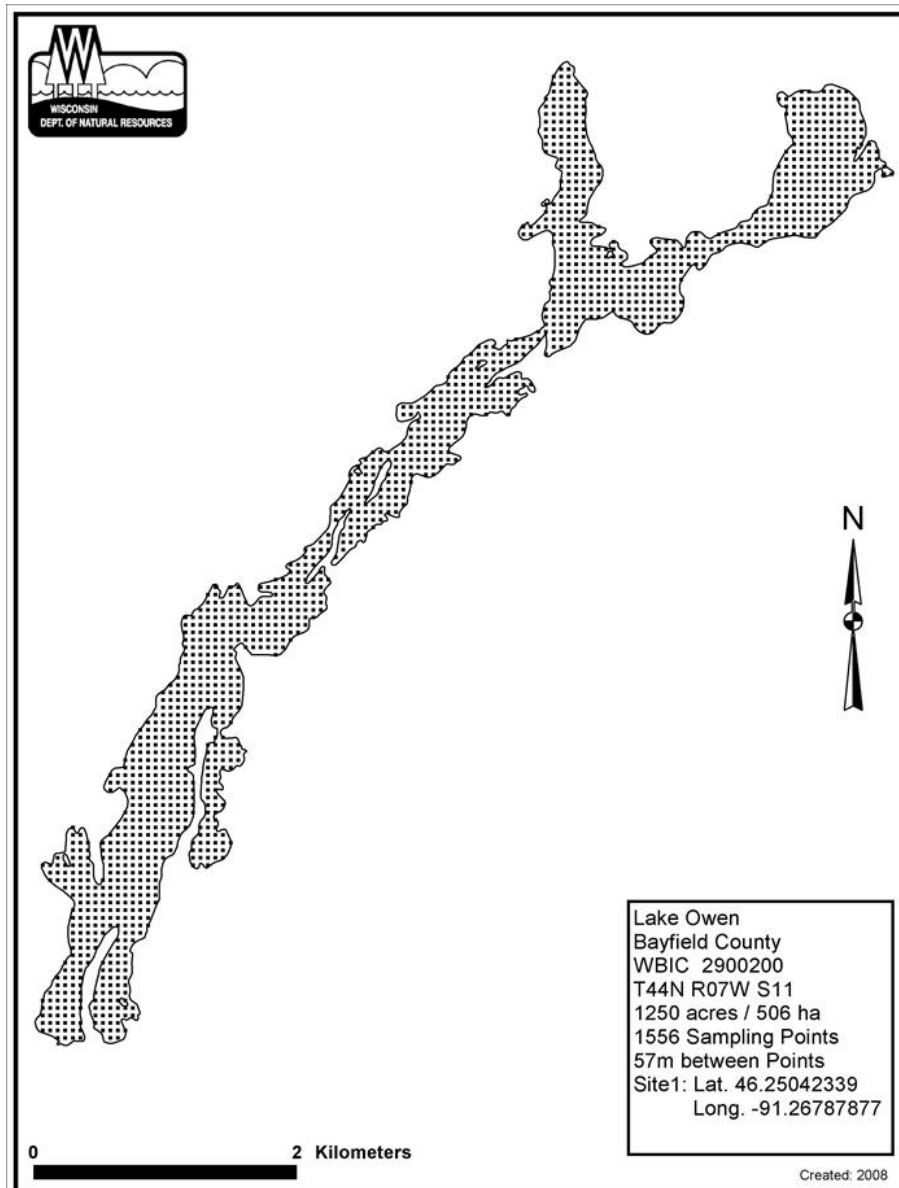 WISCONSIN
DEPT. OF NATURAL RESOURCES
N
Lake Owen
Bayfield County
WBIC 2900200
T44N R07W S11
1250 acres / 506 ha
1556 Sampling Points
57m between Points
Site1: Lat. 46.25042339
Long. -91.26787877
0 2 Kilometers
Created: 2008